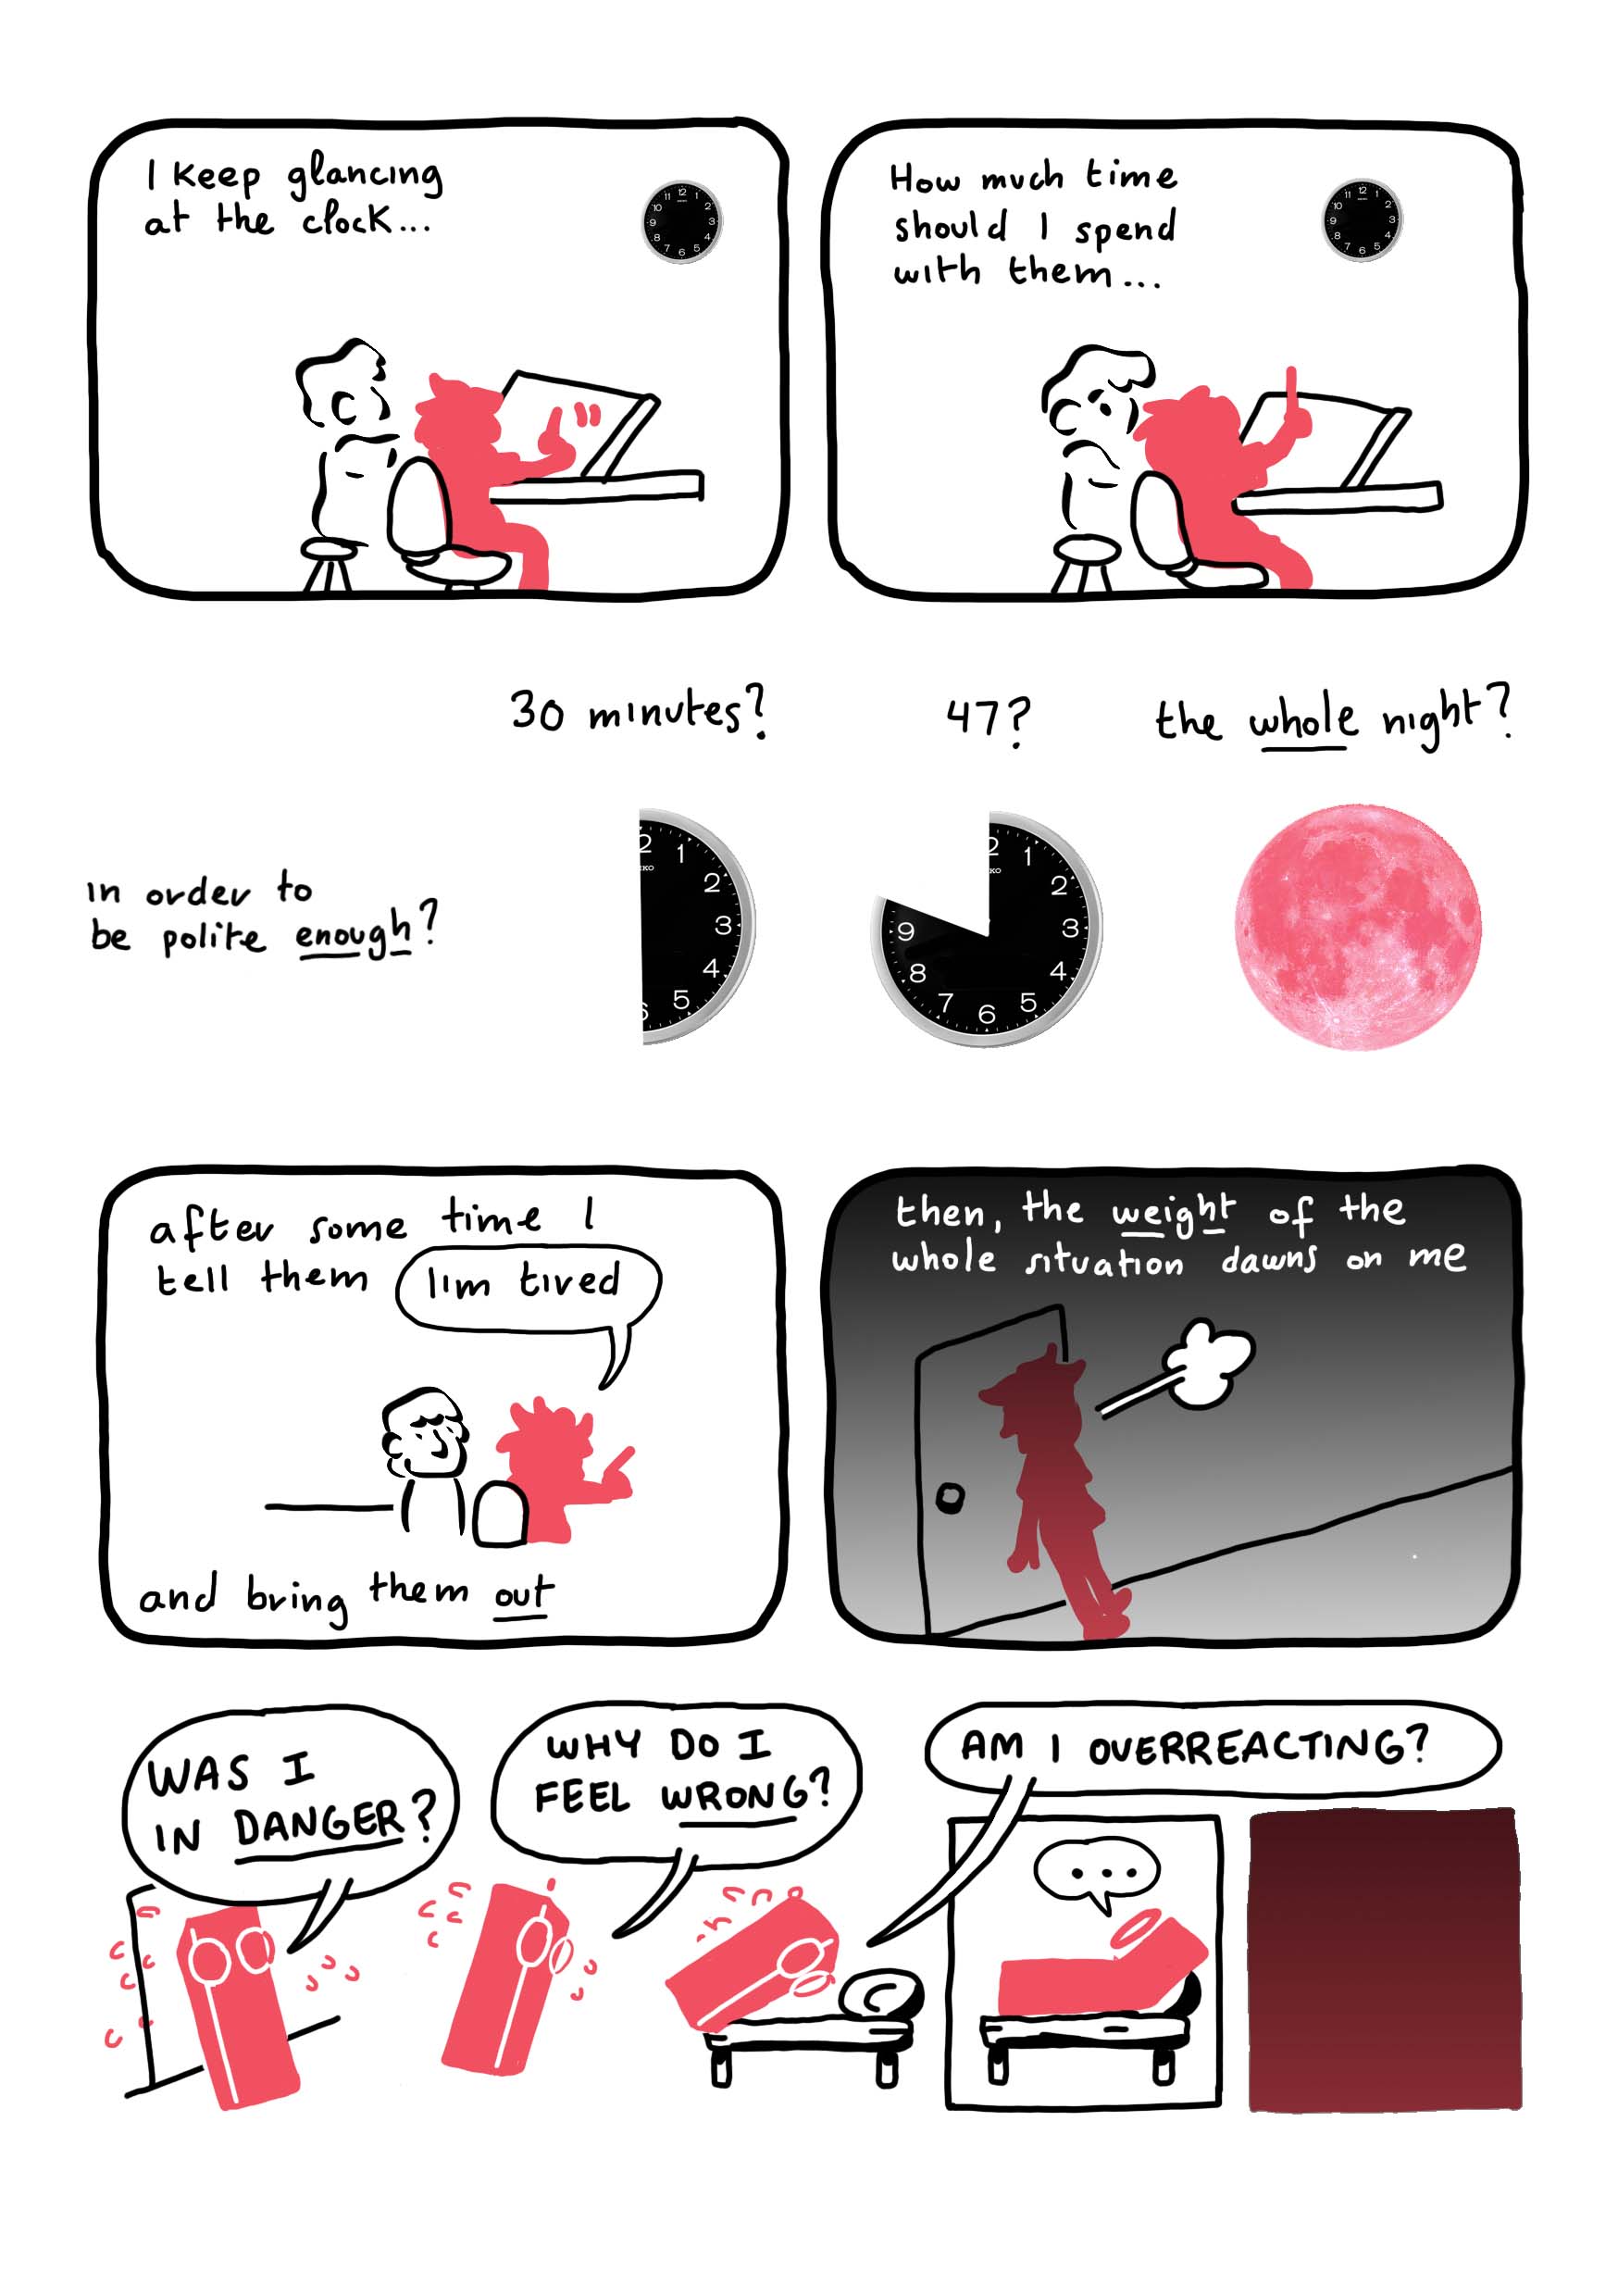 I keep glancing
at the clock...
How much time
should I spend
with them...
30 minutes?
47?
the whole night?
in order to
be polite enough?
after some time I
tell them
I'm tired
and bring them out
then, the weight of the
whole situation dawns on me
WAS I
IN DANGER?
WHY DO I
FEEL WRONG?
AM I OVERREACTING?
...